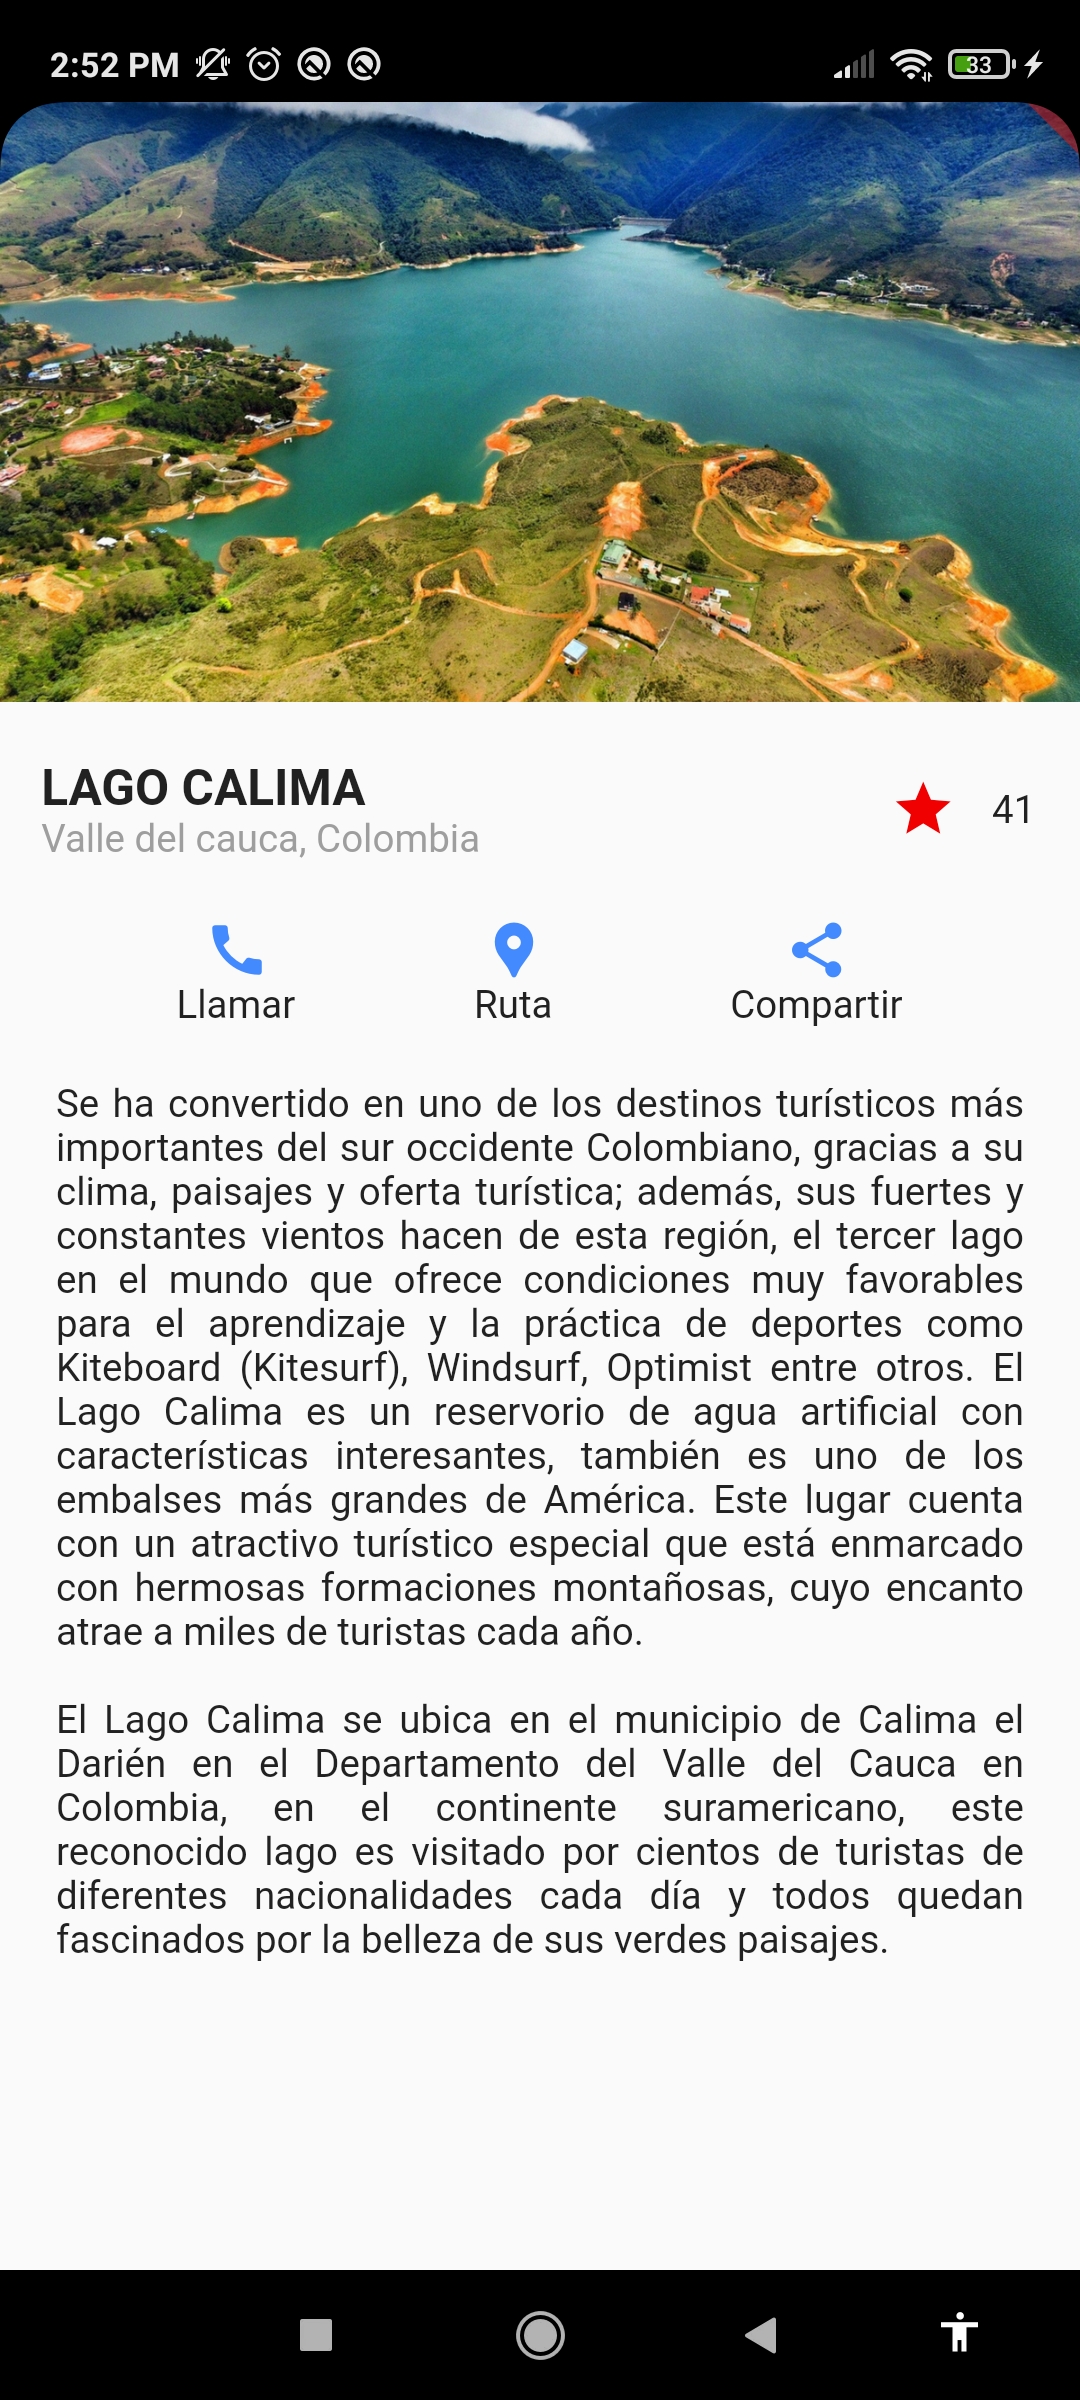 2:52 PM
33
LAGO CALIMA
Valle del cauca, Colombia
41
Llamar
Ruta
Compartir
Se ha convertido en uno de los destinos turísticos más
importantes del sur occidente Colombiano, gracias a su
clima, paisajes y oferta turística; además, sus fuertes y
constantes vientos hacen de esta región, el tercer lago
en el mundo que ofrece condiciones muy favorables
para el aprendizaje y la práctica de deportes como
Kiteboard (Kitesurf), Windsurf, Optimist entre otros. El
Lago Calima es un reservorio de agua artificial con
características interesantes, también es uno de los
embalses más grandes de América. Este lugar cuenta
con un atractivo turístico especial que está enmarcado
con hermosas formaciones montañosas, cuyo encanto
atrae a miles de turistas cada año.
El Lago Calima se ubica en el municipio de Calima el
Darién en el Departamento del Valle del Cauca en
Colombia, en el continente suramericano, este
reconocido lago es visitado por cientos de turistas de
diferentes nacionalidades cada día y todos quedan
fascinados por la belleza de sus verdes paisajes.